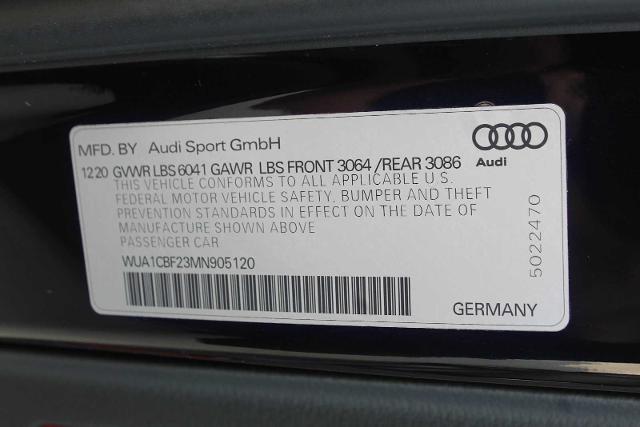 MFD. BY Audi Sport GmbH
12 20 GVWR LBS 6041 GAWR LBS FRONT 3064 /REAR 3086
THIS VEHICLE CONFORMS TO ALL APPLICABLE U.S.
FEDERAL MOTOR VEHICLE SAFETY, BUMPER AND THEFT
PREVENTION STANDARDS IN EFFECT ON THE DATE OF
MANUFACTURE SHOWN ABOVE
PASSENGER CAR
WUA1CBF23MN905120
Audi
5022470
GERMANY